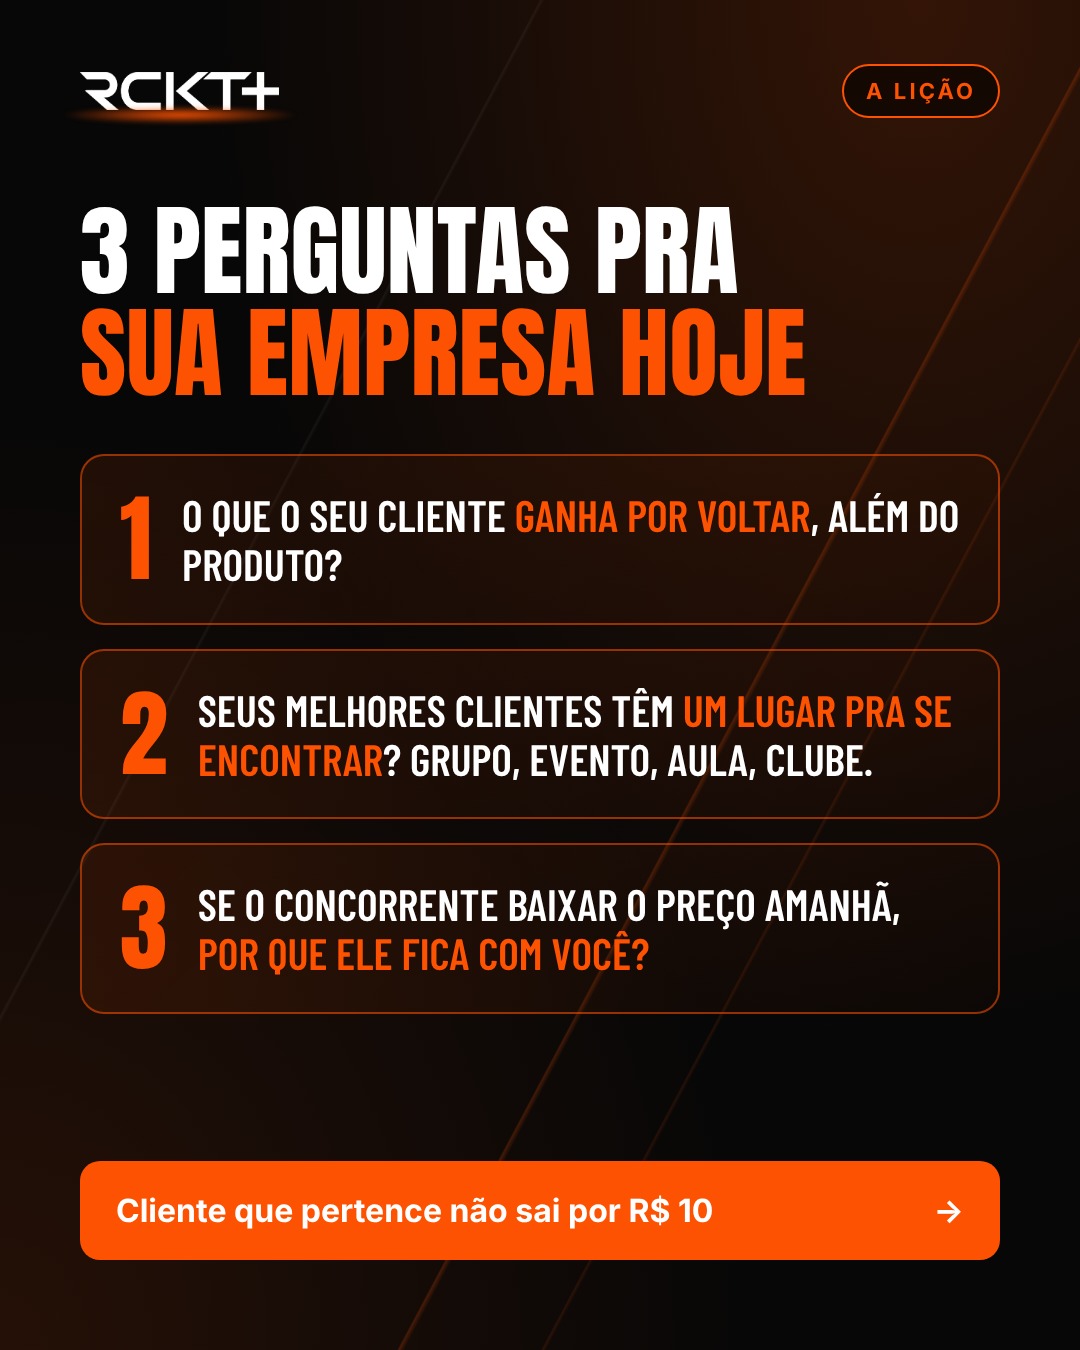 RCKT+
A LIÇÃO
3 PERGUNTAS PRA
SUA EMPRESA HOJE
1
O QUE O SEU CLIENTE GANHA POR VOLTAR, ALÉM DO
PRODUTO?
2
SEUS MELHORES CLIENTES TÊM UM LUGAR PRA SE
ENCONTRAR? GRUPO, EVENTO, AULA, CLUBE.
3
SE O CONCORRENTE BAIXAR O PREÇO AMANHÃ,
POR QUE ELE FICA COM VOCÊ?
Cliente que pertence não sai por R$ 10 →